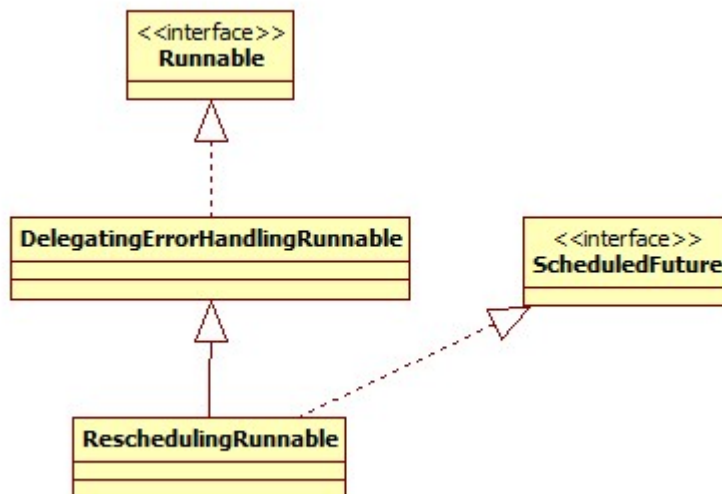 <<interface>>
Runnable
DelegatingErrorHandlingRunnable
<<interface>>
ScheduledFuture
ReschedulingRunnable